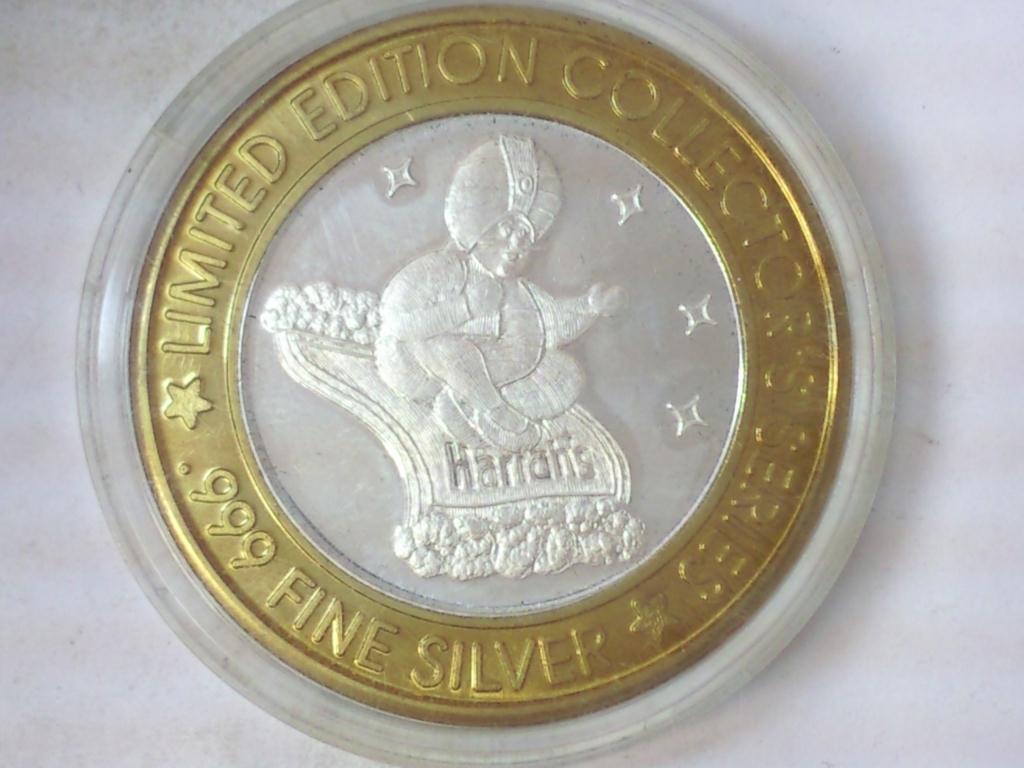 LIMITED EDITION COLLECTOR'S SERIES
.999 FINE SILVER
Harrah's